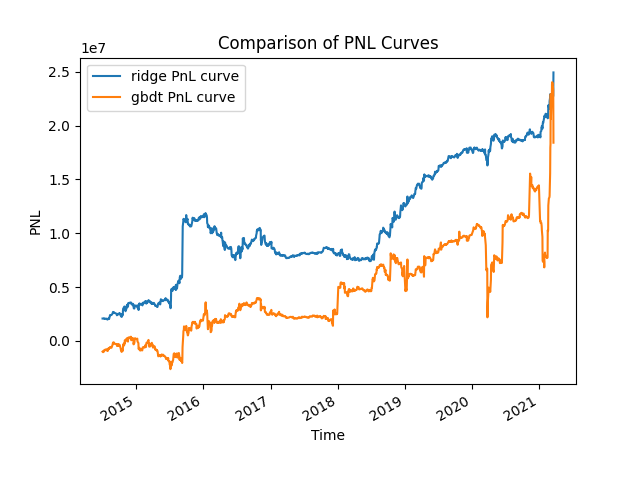 Comparison of PNL Curves
1e7
ridge PnL curve
gbdt PnL curve
2.5
2.0
1.5
1.0
0.5
0.0
PNL
2015
2016
2017
2018
2019
2020
2021
Time